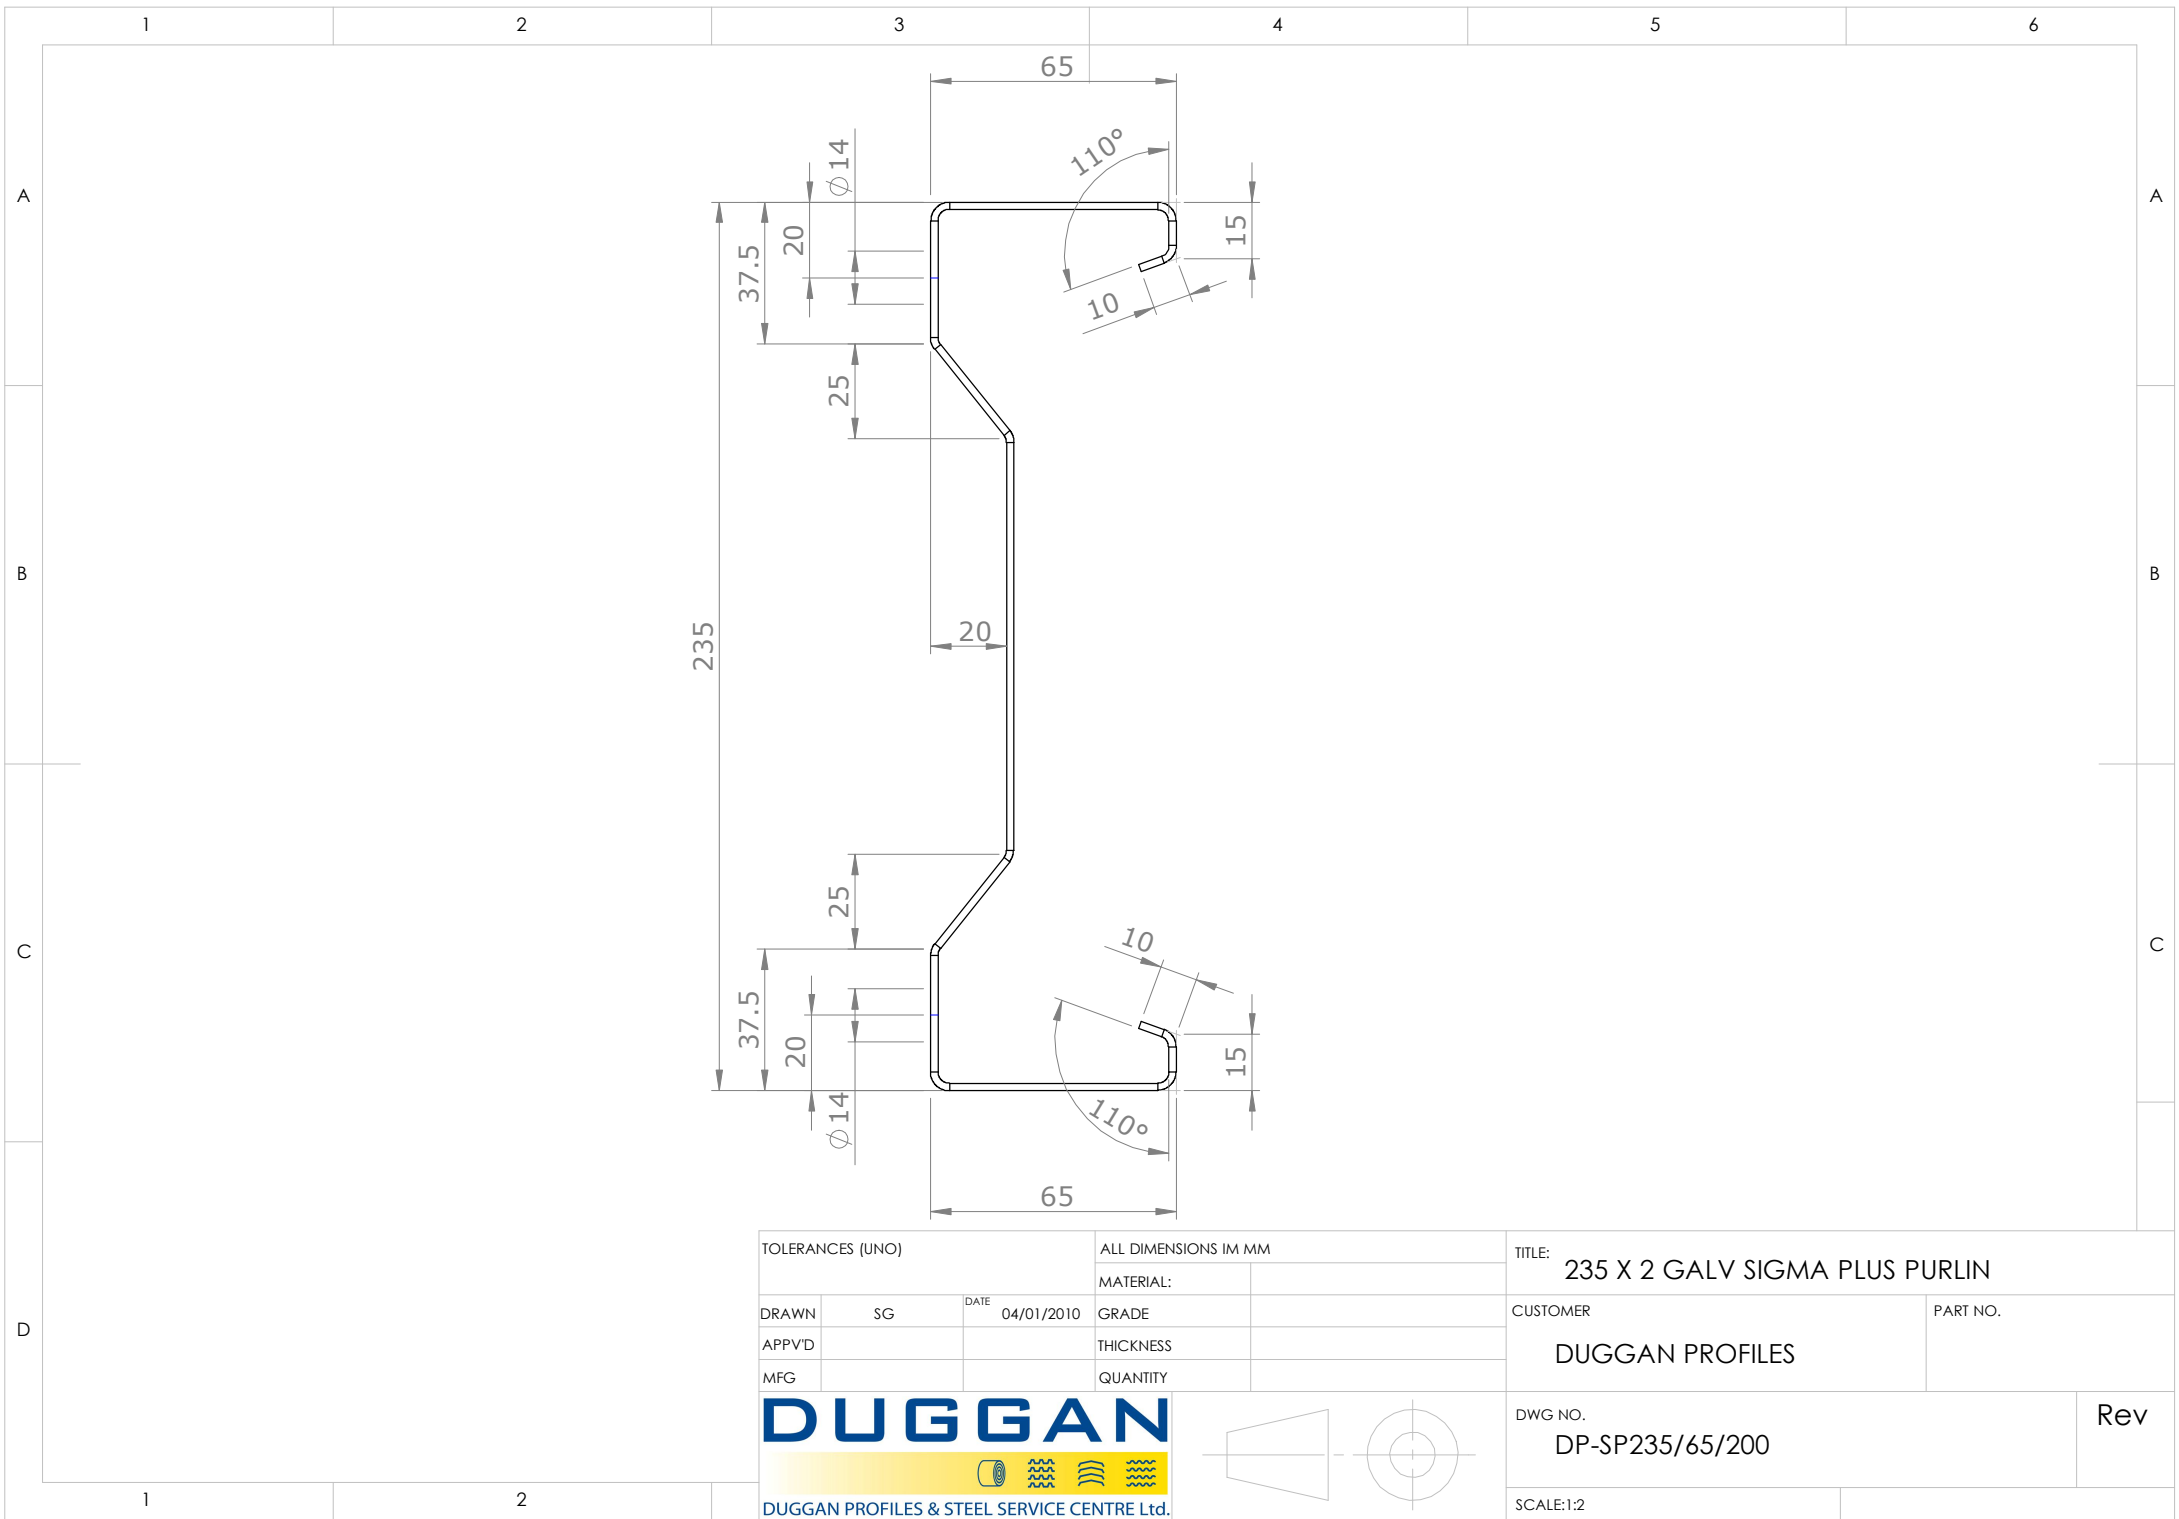 1 2 3 4 5 6
65
110°
Ø14
A
A
20
15
37.5
10
25
B
B
235
20
25
10
C
C
37.5
20
15
Ø14
110°
65
TOLERANCES (UNO)
ALL DIMENSIONS IM MM
MATERIAL:
TITLE: 235 X 2 GALV SIGMA PLUS PURLIN
DRAWN SG DATE 04/01/2010 GRADE
APPV'D THICKNESS
MFG QUANTITY
CUSTOMER
DUGGAN PROFILES
PART NO.
D
DUGGAN
DUGGAN PROFILES & STEEL SERVICE CENTRE Ltd.
DWG NO.
DP-SP235/65/200
Rev
SCALE:1:2
1 2